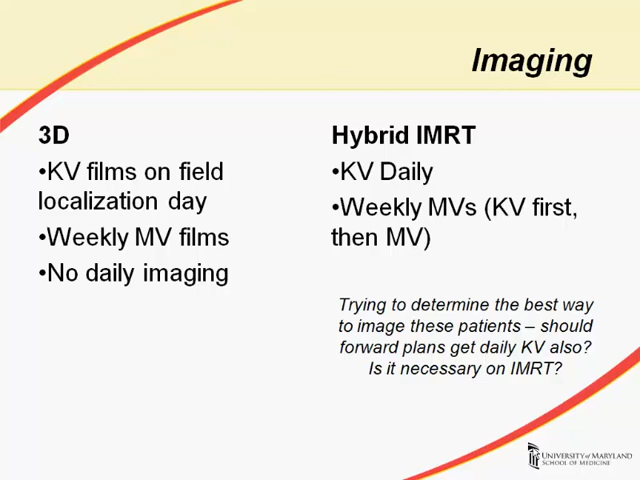 Imaging
3D
•KV films on field
localization day
•Weekly MV films
•No daily imaging
Hybrid IMRT
•KV Daily
•Weekly MVs (KV first,
then MV)
Trying to determine the best way
to image these patients – should
forward plans get daily KV also?
Is it necessary on IMRT?
UNIVERSITY of MARYLAND
SCHOOL OF MEDICINE